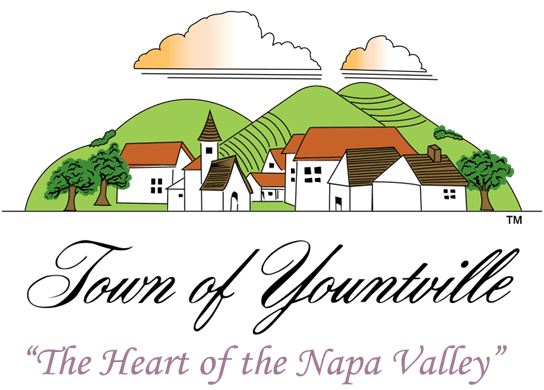 TM
Town of Yountville
“The Heart of the Napa Valley”